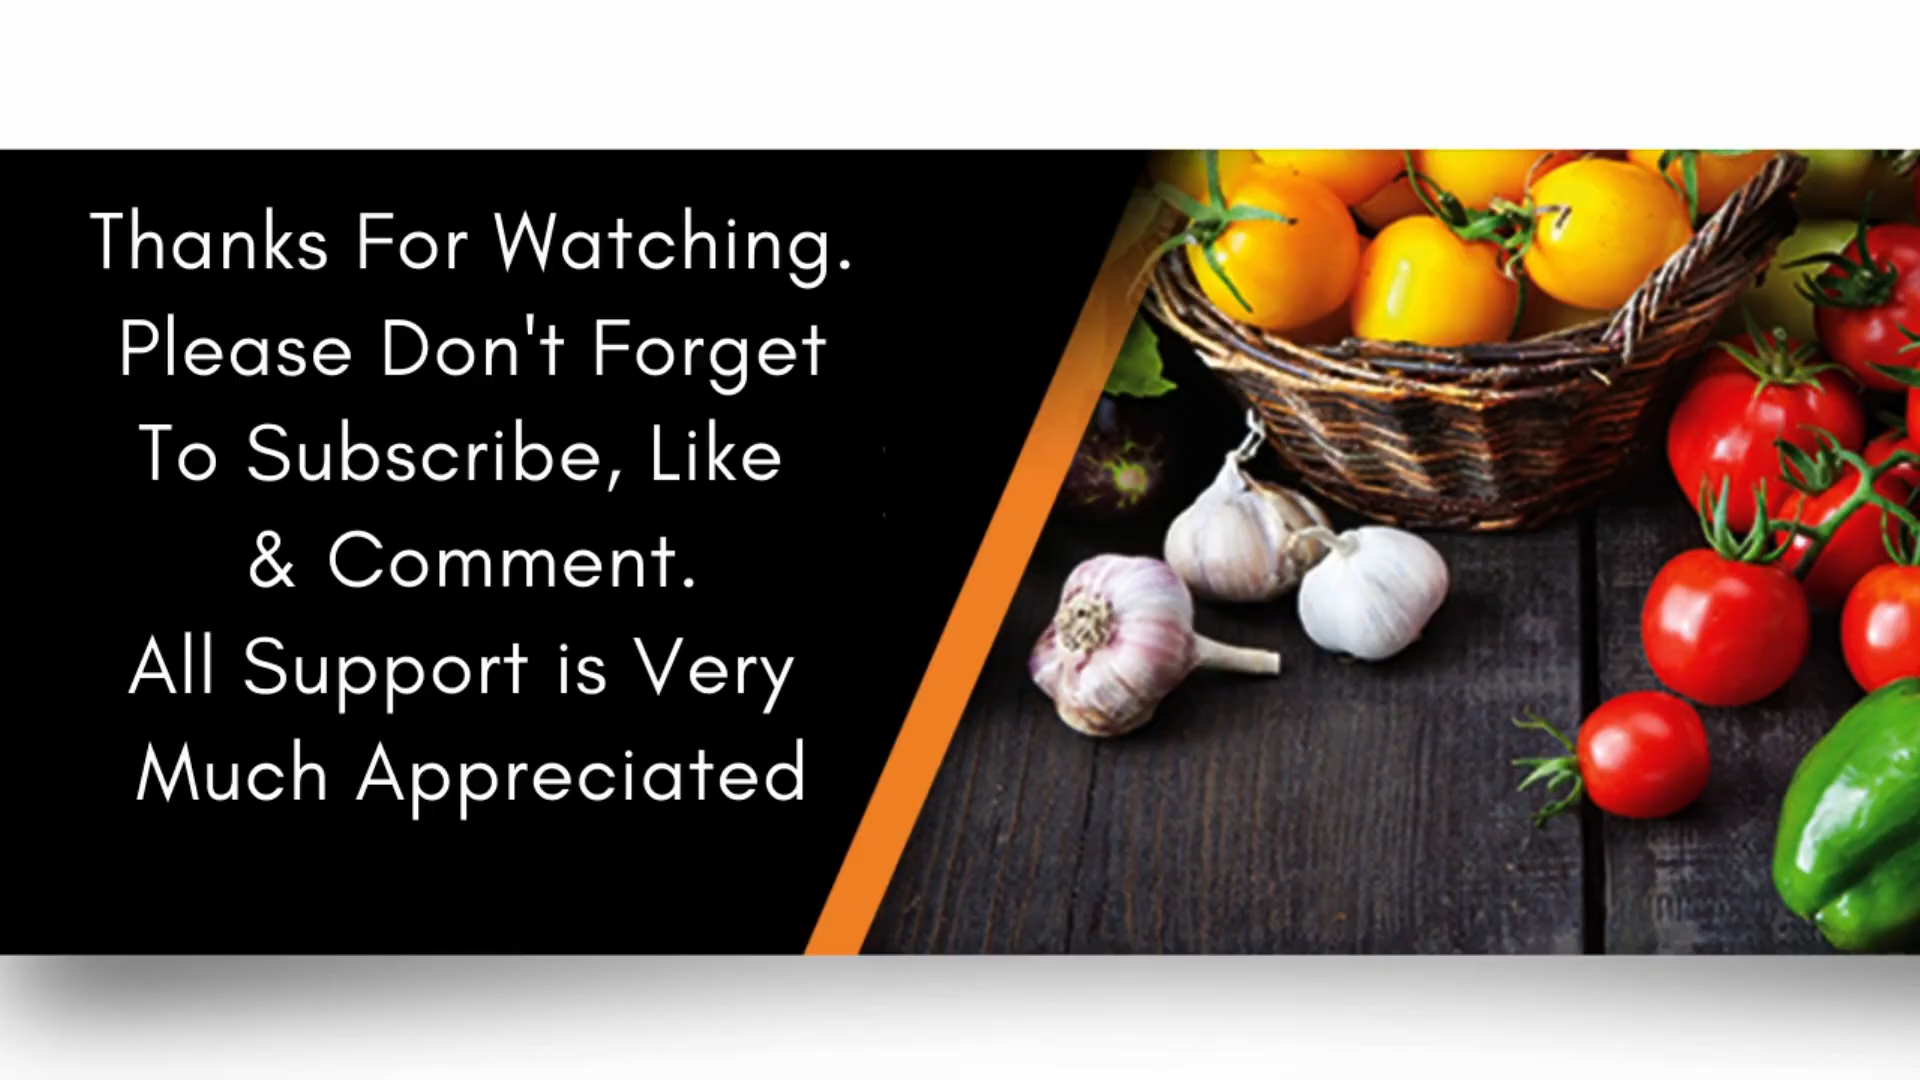 Thanks For Watching.
Please Don't Forget
To Subscribe, Like
& Comment.
All Support is Very
Much Appreciated